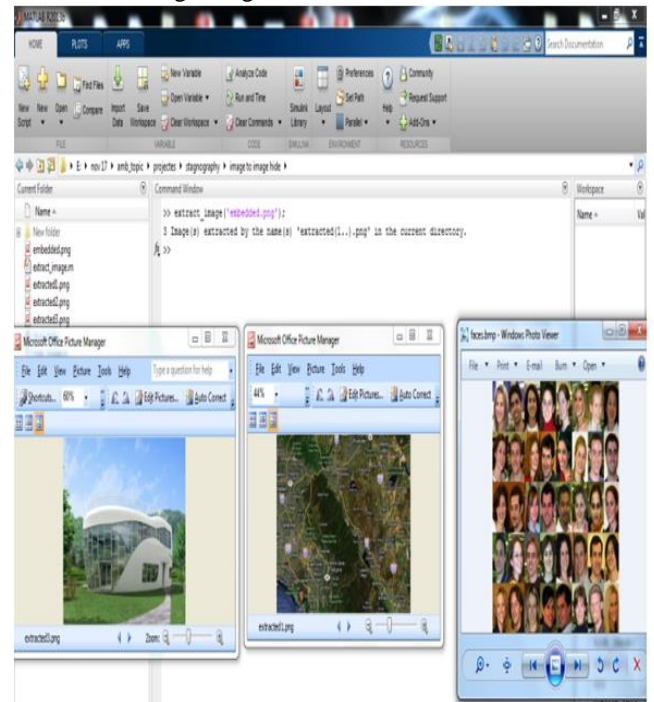 MATLAB R2013b
HOME PLOTS APPS
Search Documentation
New Script
New
Open
Find Files
Compare
Import Data
Save Workspace
New Variable
Open Variable
Clear Workspace
Analyze Code
Run and Time
Clear Commands
Simulink Library
Layout
Preferences
Set Path
Parallel
Help
Community
Request Support
Add-Ons
FILE VARIABLE CODE SIMULINK ENVIRONMENT RESOURCES
E: nov 17 amb_topic projectes stagnography image to image hide
Current Folder
Command Window
Workspace
Name
Name Val
New folder
embedded.png
extract_image.m
extracted1.png
extracted2.png
extracted3.png
>> extract_image('embedded.png');
3 Image(s) extracted by the name(s) 'extracted(1..).png' in the current directory.
fx >>
Microsoft Office Picture Manager
File Edit View Picture Tools Help
Type a question for help
Shortcuts... 60% Edit Pictures... Auto Correct
extracted3.png Zoom:
Microsoft Office Picture Manager
File Edit View Picture Tools Help
44% Edit Pictures... Auto Correct
extracted1.png
faces.bmp - Windows Photo Viewer
File Print E-mail Burn Open